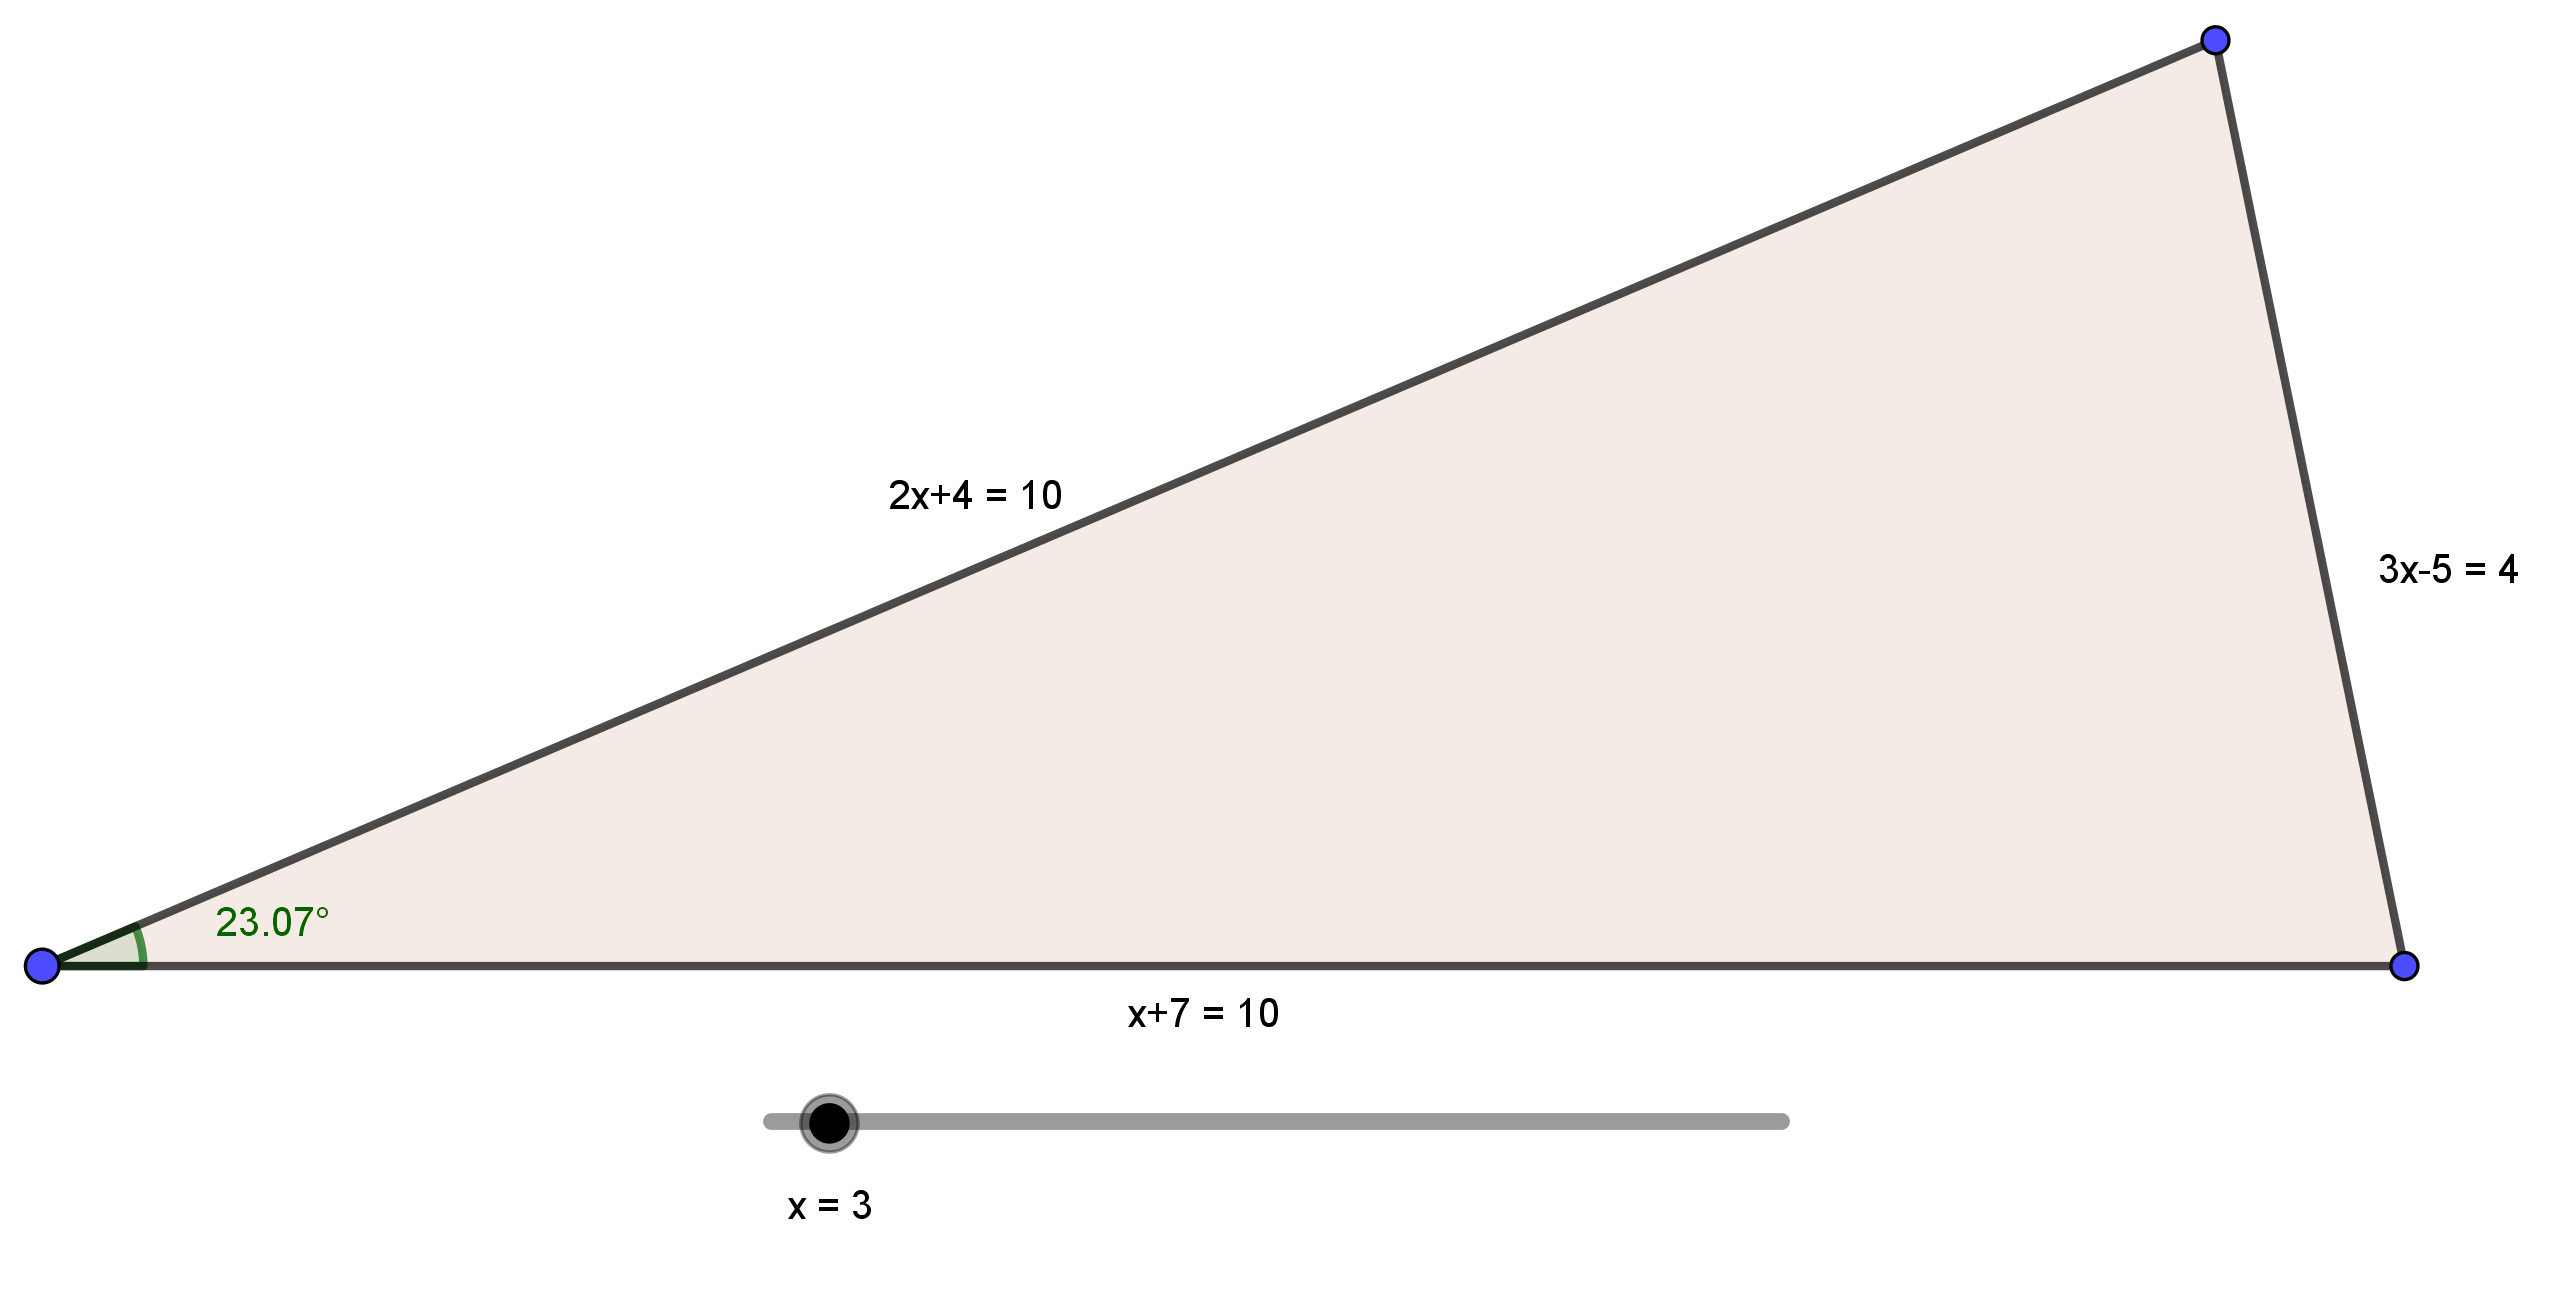 2x+4 = 10
3x-5 = 4
23.07°
x+7 = 10
x = 3